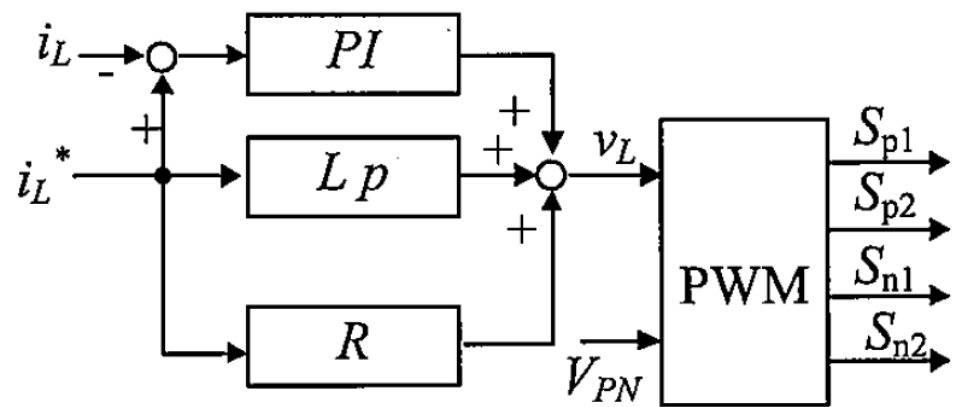 i_L
-
PI
+
+
S_p1
L p
+
v_L
i_L*
S_p2
+
PWM
S_n1
R
V_PN
S_n2